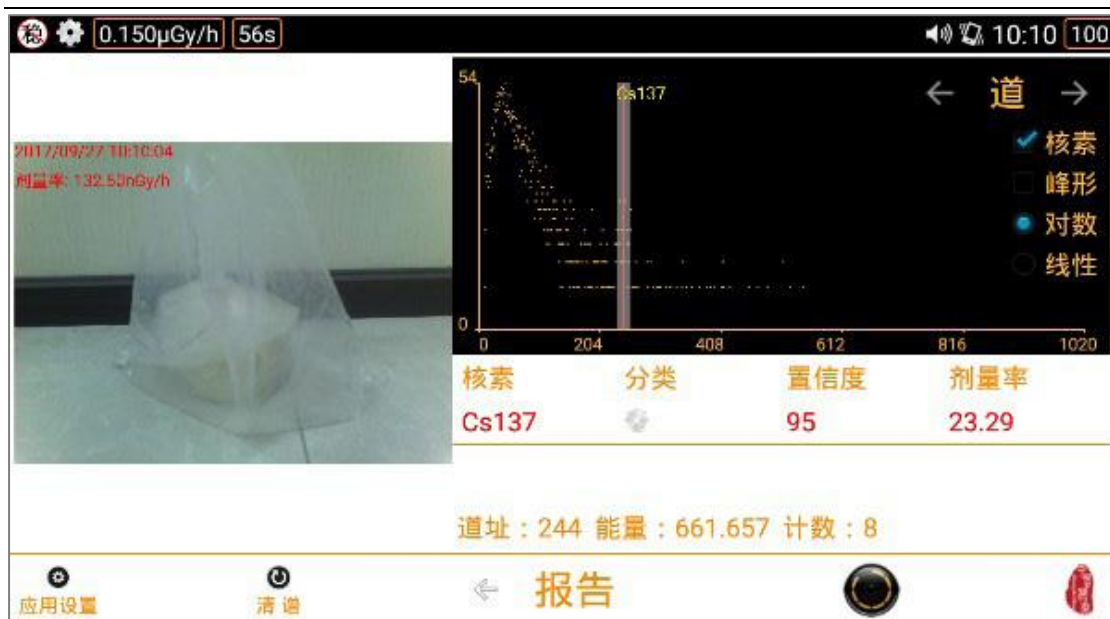 稳 0.150μGy/h 56s 10:10 100
2017/09/27 10:10:04
剂量率: 132.50nGy/h
54
Cs137
← 道 →
核素
峰形
对数
线性
0
0 204 408 612 816 1020
核素 分类 置信度 剂量率
Cs137 95 23.29
道址:244 能量:661.657 计数:8
应用设置 清谱 报告